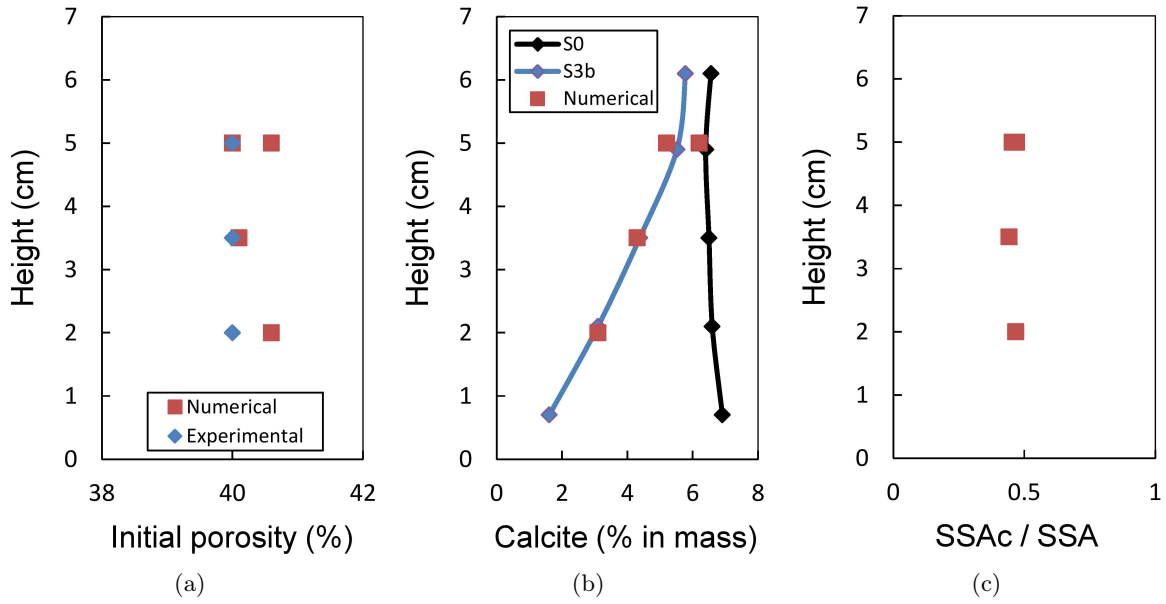 7
6
5
4
3
2
1
0
Height (cm)
Numerical
Experimental
38
40
42
Initial porosity (%)
(a)
7
6
5
4
3
2
1
0
Height (cm)
S0
S3b
Numerical
0
2
4
6
8
Calcite (% in mass)
(b)
7
6
5
4
3
2
1
0
Height (cm)
0
0.5
1
SSAc / SSA
(c)